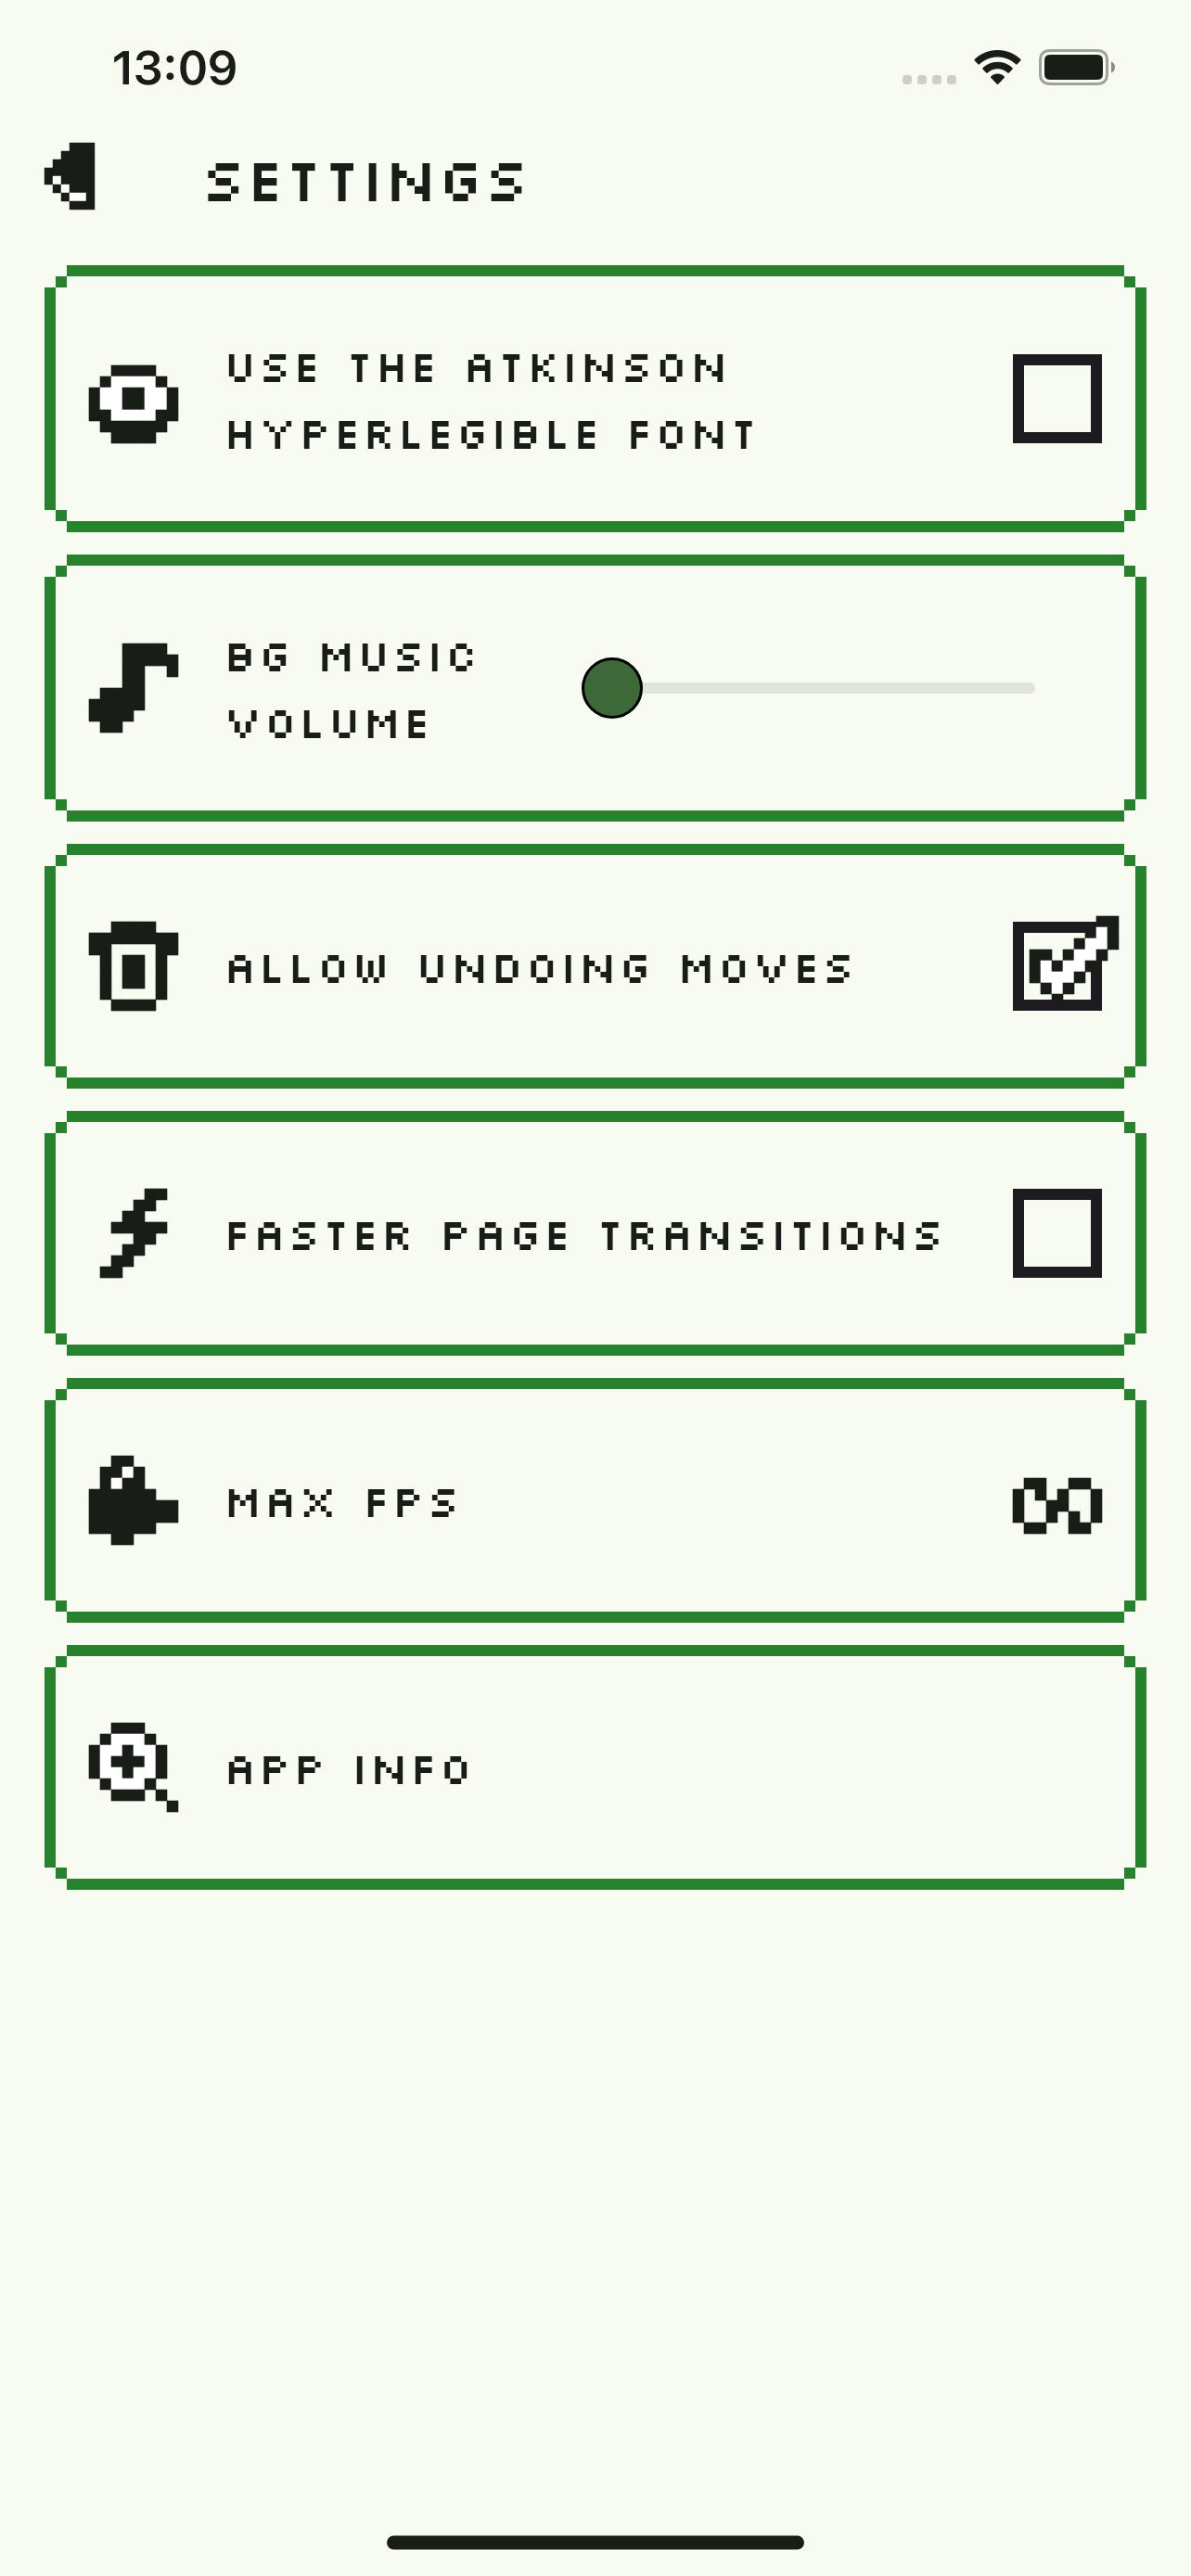 13:09
SETTINGS
USE THE ATKINSON
HYPERLEGIBLE FONT
BG MUSIC
VOLUME
ALLOW UNDOING MOVES
FASTER PAGE TRANSITIONS
MAX FPS
∞
APP INFO